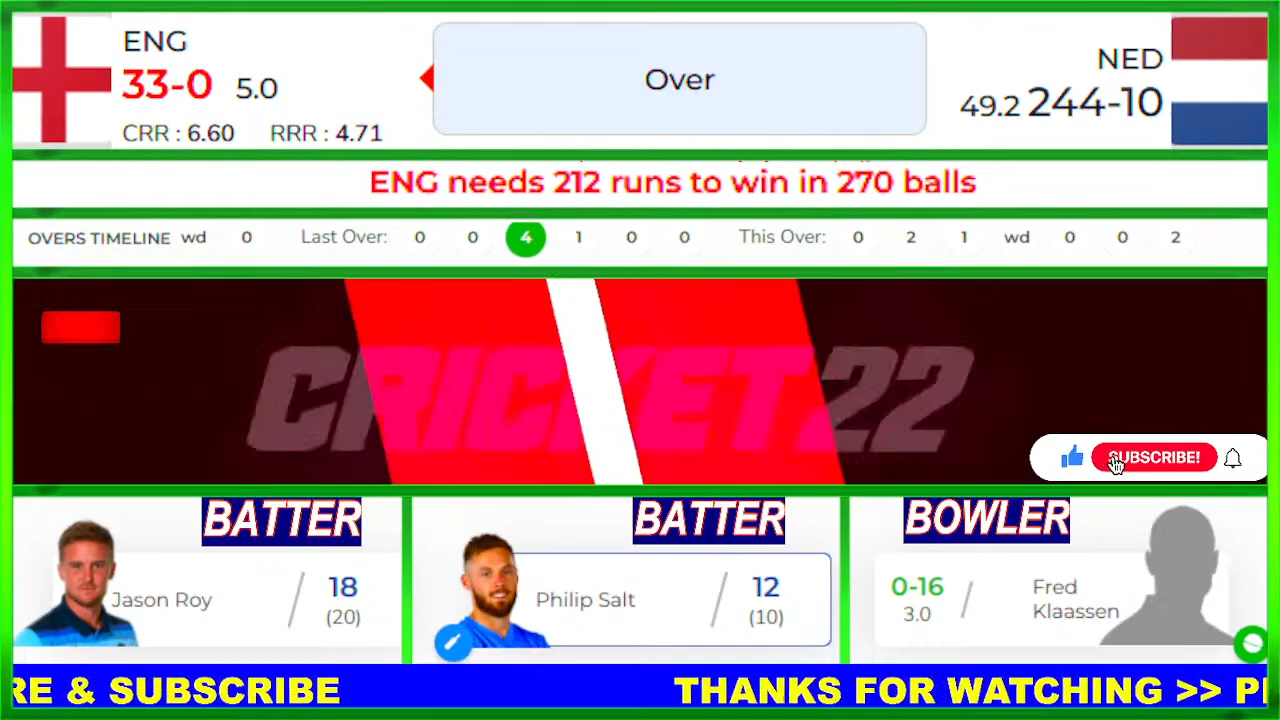 ENG
33-0 5.0
CRR : 6.60 RRR : 4.71
Over
NED
49.2 244-10
ENG needs 212 runs to win in 270 balls
OVERS TIMELINE wd 0 Last Over: 0 0 4 1 0 0 This Over: 0 2 1 wd 0 0 2
CRICKET 22
SUBSCRIBE!
BATTER
Jason Roy
18
(20)
BATTER
Philip Salt
12
(10)
BOWLER
0-16
3.0
Fred
Klaassen
RE & SUBSCRIBE THANKS FOR WATCHING >>